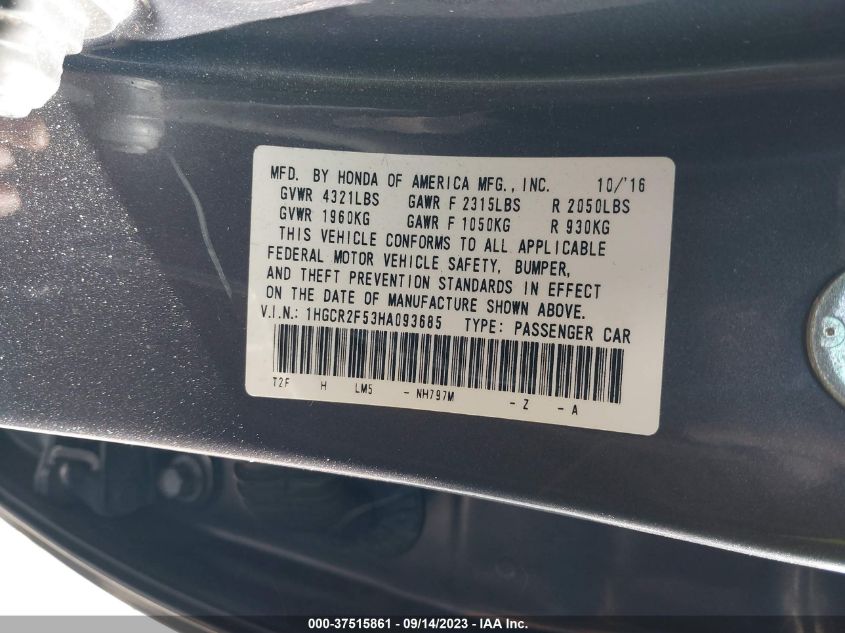 MFD. BY HONDA OF AMERICA MFG., INC. 10/'16
GVWR 4321LBS GAWR F 2315LBS R 2050LBS
GVWR 1960KG GAWR F 1050KG R 930KG
THIS VEHICLE CONFORMS TO ALL APPLICABLE
FEDERAL MOTOR VEHICLE SAFETY, BUMPER,
AND THEFT PREVENTION STANDARDS IN EFFECT
ON THE DATE OF MANUFACTURE SHOWN ABOVE.
V.I.N.: 1HGCR2F53HA093685 TYPE: PASSENGER CAR
T2F H LM5 - NH797M - Z - A
000-37515861 - 09/14/2023 - IAA Inc.